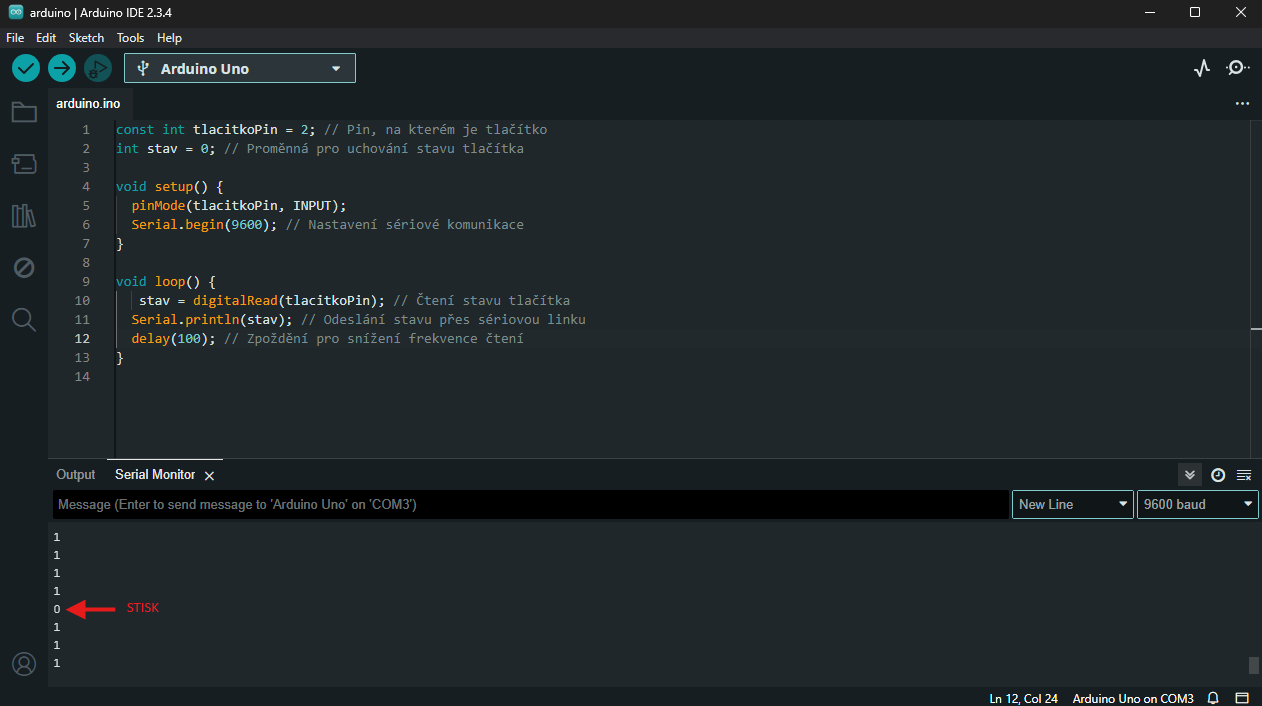 arduino | Arduino IDE 2.3.4
File Edit Sketch Tools Help
Arduino Uno
arduino.ino
1 const int tlacitkoPin = 2; // Pin, na kterém je tlačítko
2 int stav = 0; // Proměnná pro uchování stavu tlačítka
3
4 void setup() {
5 pinMode(tlacitkoPin, INPUT);
6 Serial.begin(9600); // Nastavení sériové komunikace
7 }
8
9 void loop() {
10 stav = digitalRead(tlacitkoPin); // Čtení stavu tlačítka
11 Serial.println(stav); // Odeslání stavu přes sériovou linku
12 delay(100); // Zpoždění pro snížení frekvence čtení
13 }
14
Output Serial Monitor
Message (Enter to send message to 'Arduino Uno' on 'COM3')
New Line 9600 baud
1
1
1
1
0 STISK
1
1
1
Ln 12, Col 24 Arduino Uno on COM3